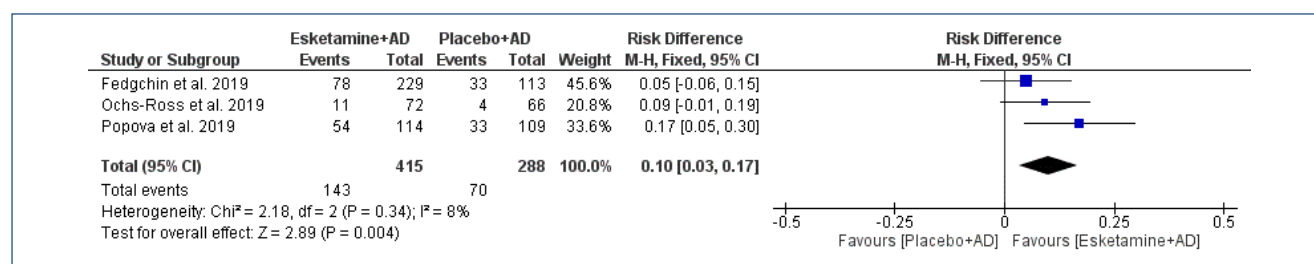 Esketamine+AD Placebo+AD Risk Difference Risk Difference
Study or Subgroup Events Total Events Total Weight M-H, Fixed, 95% CI M-H, Fixed, 95% CI
Fedgchin et al. 2019 78 229 33 113 45.6% 0.05 [-0.06, 0.15]
Ochs-Ross et al. 2019 11 72 4 66 20.8% 0.09 [-0.01, 0.19]
Popova et al. 2019 54 114 33 109 33.6% 0.17 [0.05, 0.30]
Total (95% CI) 415 288 100.0% 0.10 [0.03, 0.17]
Total events 143 70
Heterogeneity: Chi² = 2.18, df = 2 (P = 0.34); I² = 8%
Test for overall effect: Z = 2.89 (P = 0.004)
-0.5 -0.25 0 0.25 0.5
Favours [Placebo+AD] Favours [Esketamine+AD]